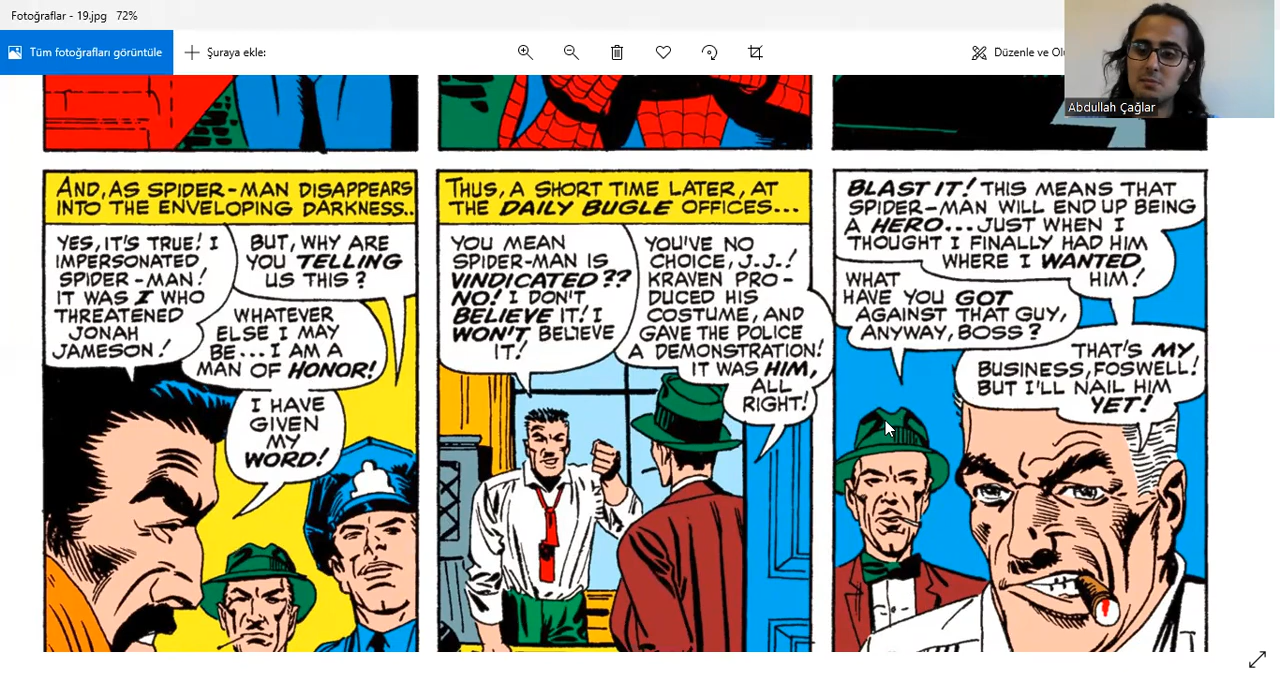 Fotoğraflar - 19.jpg 72%
Tüm fotoğrafları görüntüle
Şuraya ekle:
Düzenle ve Olu
Abdullah Çağlar
AND, AS SPIDER-MAN DISAPPEARS
INTO THE ENVELOPING DARKNESS..
YES, IT'S TRUE! I
IMPERSONATED
SPIDER-MAN!
IT WAS I WHO
THREATENED
JONAH
JAMESON!
BUT, WHY ARE
YOU TELLING
US THIS?
WHATEVER
ELSE I MAY
BE... I AM A
MAN OF HONOR!
I HAVE
GIVEN
MY
WORD!
THUS, A SHORT TIME LATER, AT
THE DAILY BUGLE OFFICES...
YOU MEAN
SPIDER-MAN IS
VINDICATED??
NO! I DON'T
BELIEVE IT! I
WON'T BELIEVE
IT!
YOU'VE NO
CHOICE, J.J.!
KRAVEN PRO-
DUCED HIS
COSTUME, AND
GAVE THE POLICE
A DEMONSTRATION!
IT WAS HIM,
ALL
RIGHT!
BLAST IT! THIS MEANS THAT
SPIDER-MAN WILL END UP BEING
A HERO... JUST WHEN I
THOUGHT I FINALLY HAD HIM
WHERE I WANTED
HIM!
WHAT
HAVE YOU GOT
AGAINST THAT GUY,
ANYWAY, BOSS?
THAT'S MY
BUSINESS, FOSWELL!
BUT I'LL NAIL HIM
YET!